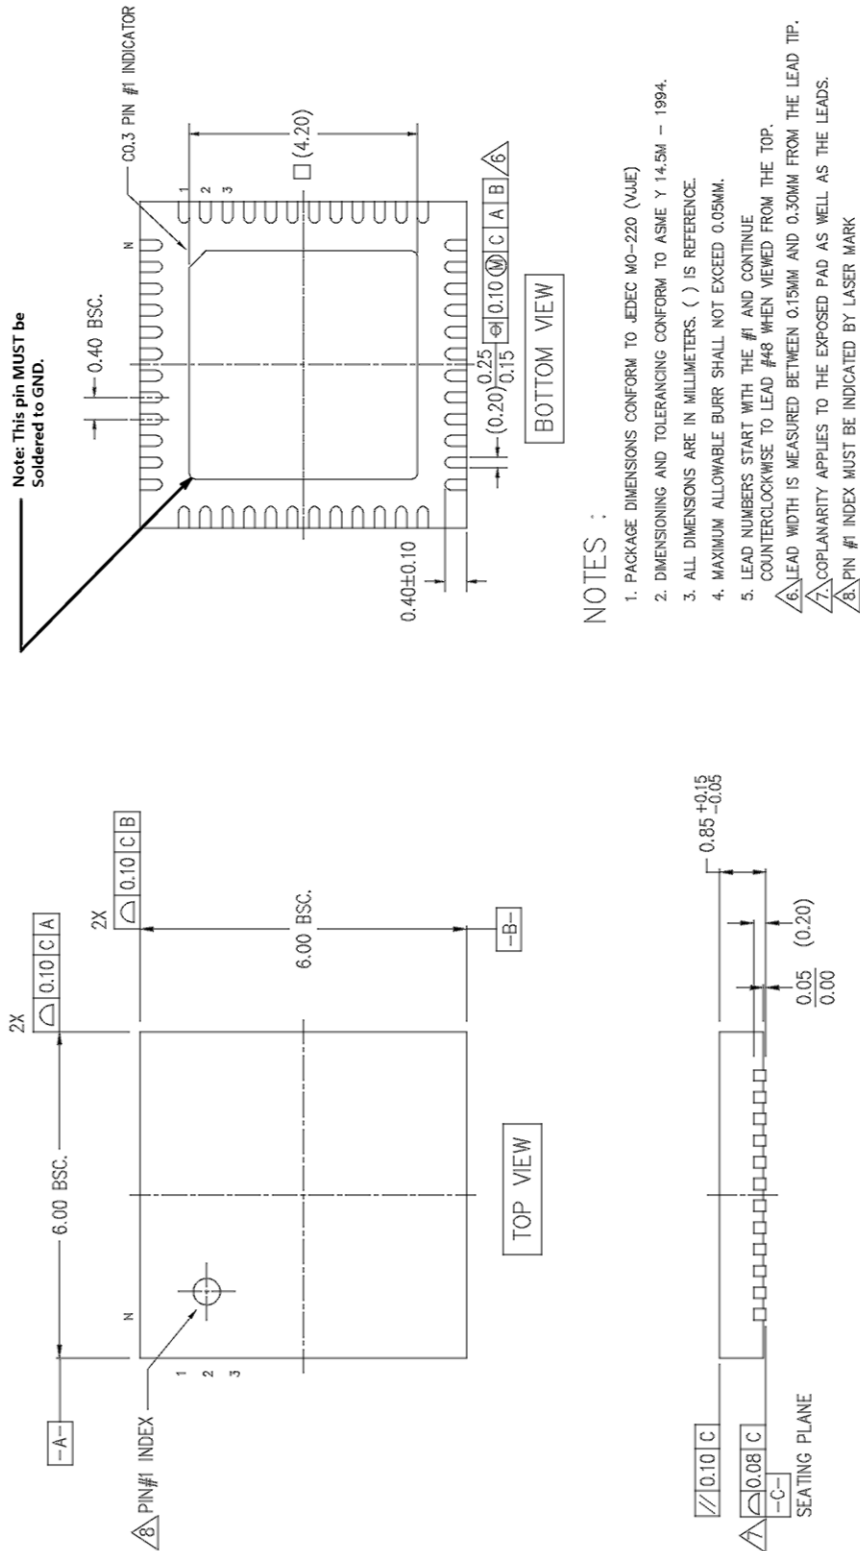 2X
⌓ 0.10 C A
-A-
6.00 BSC.
2X
⌓ 0.10 C B
N
8 PIN#1 INDEX
1
2
3
6.00 BSC.
-B-
TOP VIEW
// 0.10 C
7 ⌓ 0.08 C
-C-
SEATING PLANE
0.85 +0.15
-0.05
0.05
0.00
(0.20)
Note: This pin MUST be
Soldered to GND.
0.40 BSC.
N
C0.3 PIN #1 INDICATOR
1
2
3
□ (4.20)
0.40±0.10
(0.20) 0.25
0.15
⌖ 0.10 Ⓜ C A B 6
BOTTOM VIEW
NOTES :
1. PACKAGE DIMENSIONS CONFORM TO JEDEC MO-220 (VJJE)
2. DIMENSIONING AND TOLERANCING CONFORM TO ASME Y 14.5M – 1994.
3. ALL DIMENSIONS ARE IN MILLIMETERS. ( ) IS REFERENCE.
4. MAXIMUM ALLOWABLE BURR SHALL NOT EXCEED 0.05MM.
5. LEAD NUMBERS START WITH THE #1 AND CONTINUE
COUNTERCLOCKWISE TO LEAD #48 WHEN VIEWED FROM THE TOP.
6. LEAD WIDTH IS MEASURED BETWEEN 0.15MM AND 0.30MM FROM THE LEAD TIP.
7. COPLANARITY APPLIES TO THE EXPOSED PAD AS WELL AS THE LEADS.
8. PIN #1 INDEX MUST BE INDICATED BY LASER MARK